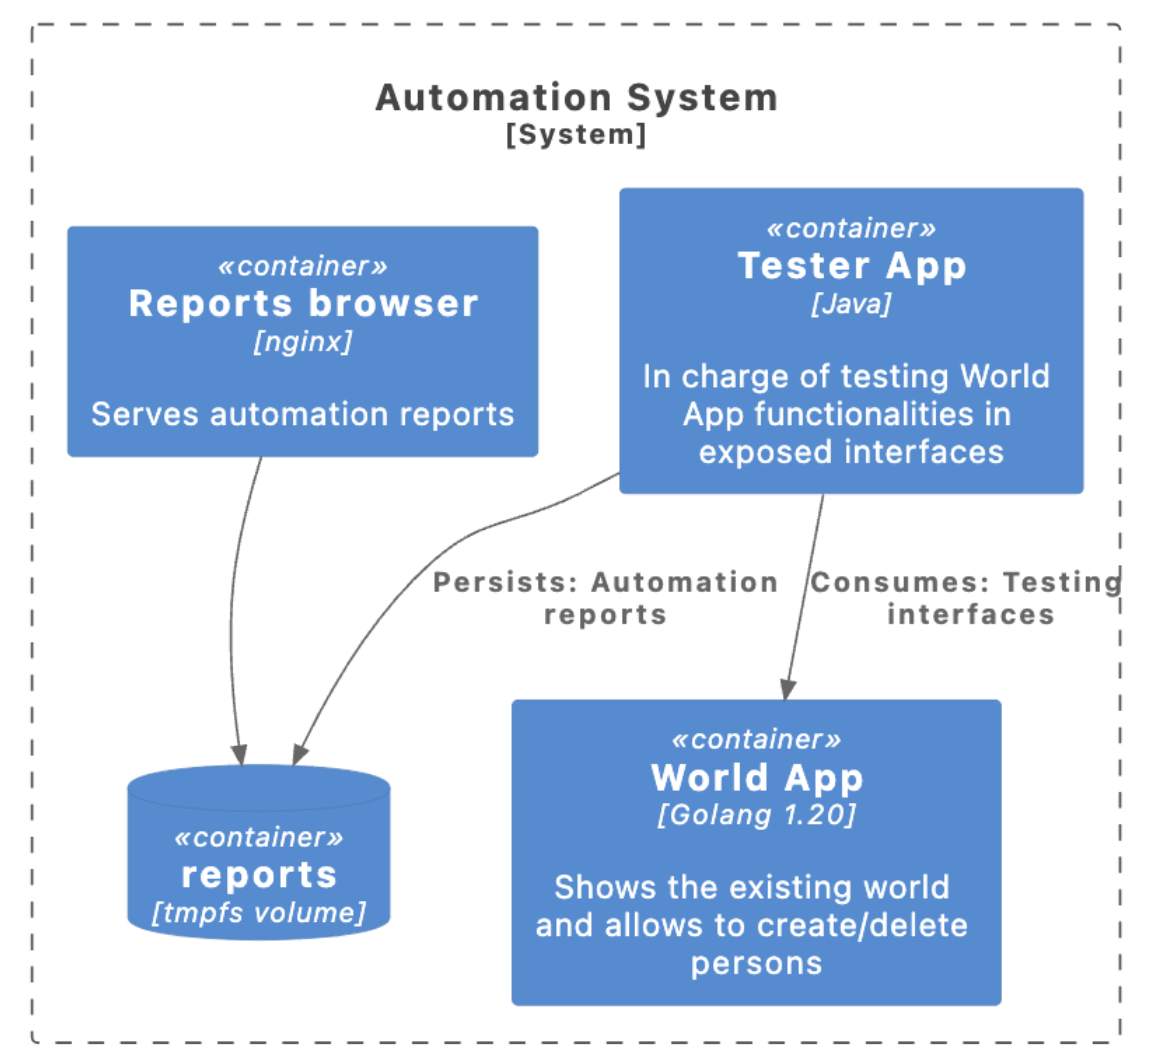 Automation System
[System]
«container»
Reports browser
[nginx]
Serves automation reports
«container»
Tester App
[Java]
In charge of testing World
App functionalities in
exposed interfaces
Persists: Automation
reports
Consumes: Testing
interfaces
«container»
reports
[tmpfs volume]
«container»
World App
[Golang 1.20]
Shows the existing world
and allows to create/delete
persons